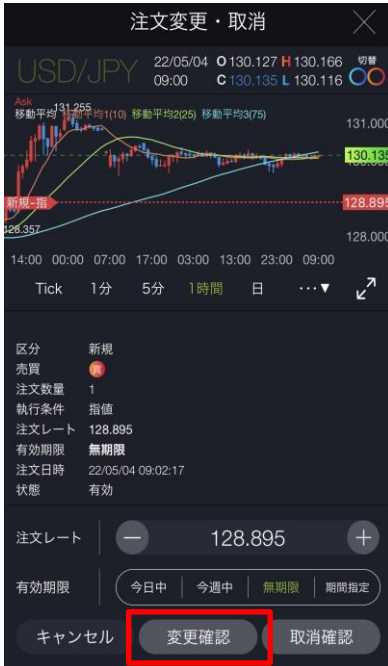 注文変更・取消
USD/JPY 22/05/04 O 130.127 H 130.166 切替
09:00 C 130.135 L 130.116
Ask
131.255
移動平均 移動平均1(10) 移動平均2(25) 移動平均3(75)
131.000
130.135
新規-指 128.895
128.357
128.000
14:00 00:00 07:00 17:00 03:00 13:00 23:00 09:00
Tick 1分 5分 1時間 日 ···▼
区分 新規
売買 買
注文数量 1
執行条件 指値
注文レート 128.895
有効期限 無期限
注文日時 22/05/04 09:02:17
状態 有効
注文レート − 128.895 +
有効期限 今日中 今週中 無期限 期間指定
キャンセル 変更確認 取消確認